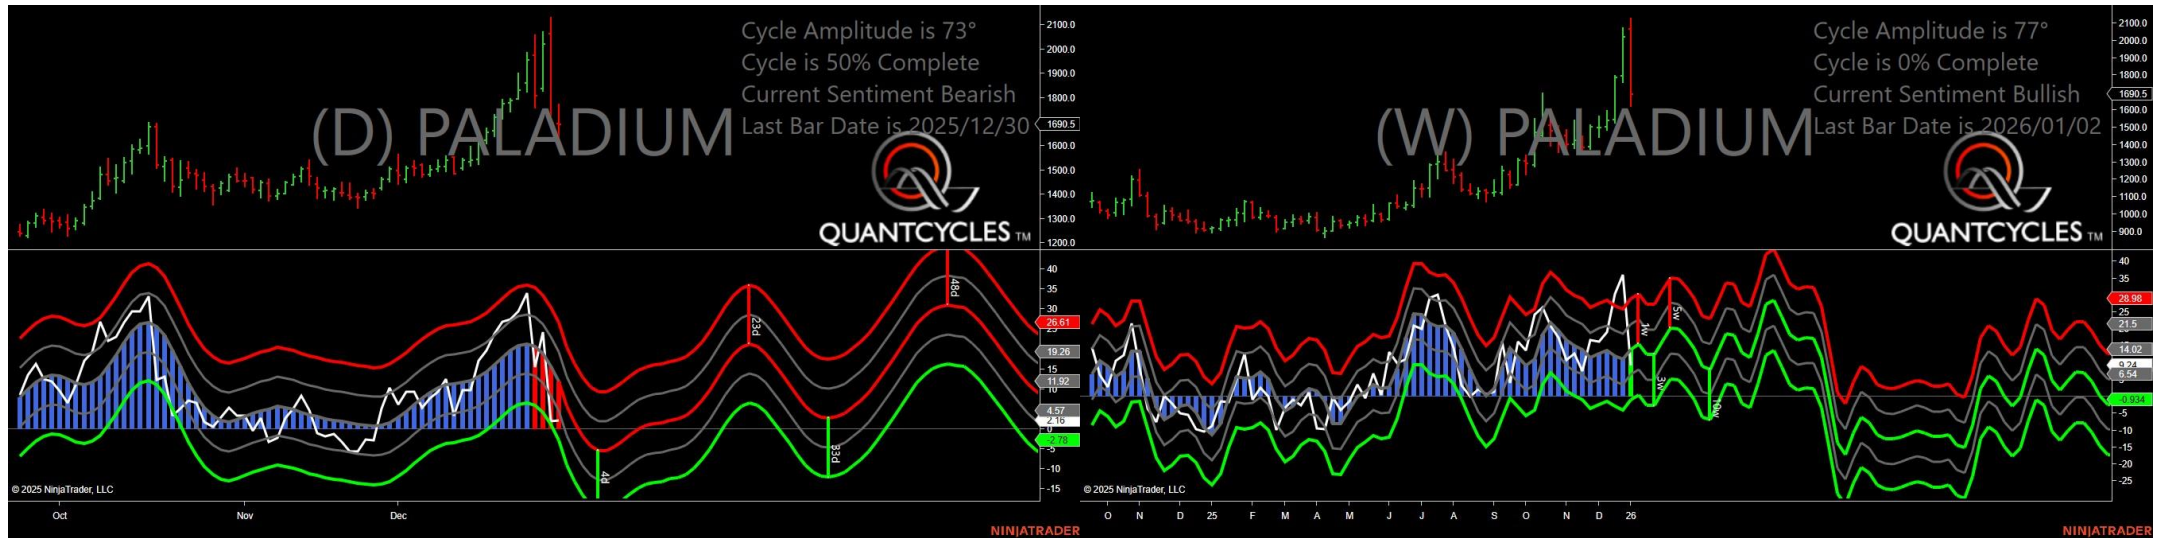 Cycle Amplitude is 73°
Cycle is 50% Complete
Current Sentiment Bearish
Last Bar Date is 2025/12/30
(D) PALADIUM
QUANTCYCLES TM
2100.0
2000.0
1900.0
1800.0
1690.5
1600.0
1500.0
1400.0
1300.0
1200.0
40
35
30
25
26.61
19.26
15
11.92
10
4.57
2.16
0
-2.78
-5
-10
-15
4d
23d
33d
48d
© 2025 NinjaTrader, LLC
Oct
Nov
Dec
NINJATRADER
Cycle Amplitude is 77°
Cycle is 0% Complete
Current Sentiment Bullish
Last Bar Date is 2026/01/02
(W) PALADIUM
QUANTCYCLES TM
2100.0
2000.0
1900.0
1800.0
1690.5
1600.0
1500.0
1400.0
1300.0
1200.0
1100.0
1000.0
900.0
40
35
28.98
25
21.5
14.02
9.24
6.54
-0.934
-5
-10
-15
-20
-25
1w
3w
5w
10w
© 2025 NinjaTrader, LLC
O
N
D
25
F
M
A
M
J
J
A
S
O
N
D
26
NINJATRADER